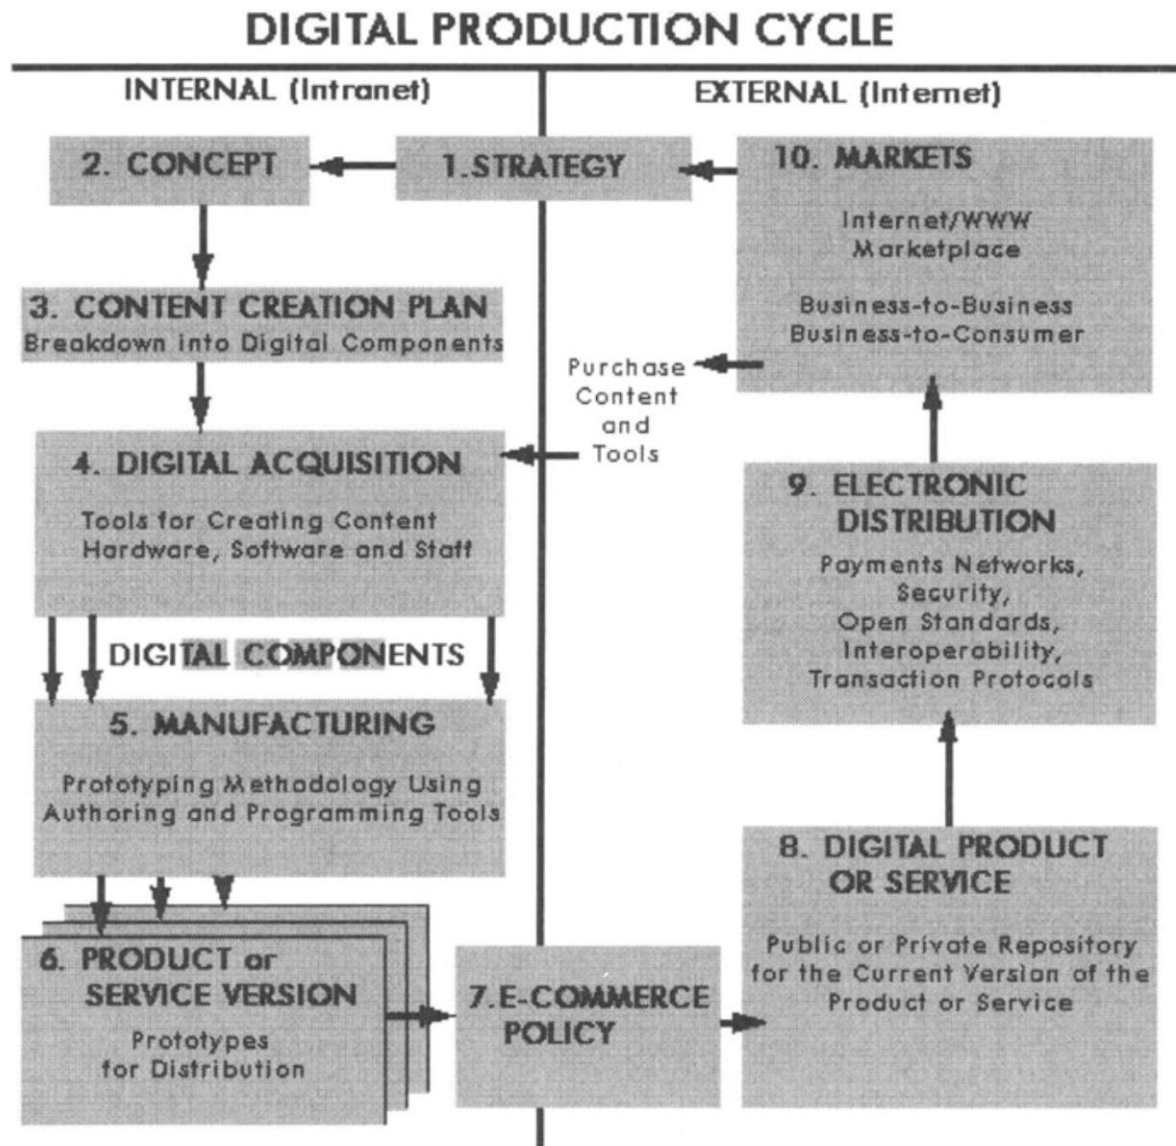 DIGITAL PRODUCTION CYCLE
INTERNAL (Intranet)
EXTERNAL (Internet)
1.STRATEGY
2. CONCEPT
3. CONTENT CREATION PLAN
Breakdown into Digital Components
4. DIGITAL ACQUISITION
Tools for Creating Content
Hardware, Software and Staff
DIGITAL COMPONENTS
5. MANUFACTURING
Prototyping Methodology Using
Authoring and Programming Tools
6. PRODUCT or
SERVICE VERSION
Prototypes
for Distribution
7.E-COMMERCE
POLICY
8. DIGITAL PRODUCT
OR SERVICE
Public or Private Repository
for the Current Version of the
Product or Service
9. ELECTRONIC
DISTRIBUTION
Payments Networks,
Security,
Open Standards,
Interoperability,
Transaction Protocols
10. MARKETS
Internet/WWW
Marketplace
Business-to-Business
Business-to-Consumer
Purchase
Content
and
Tools